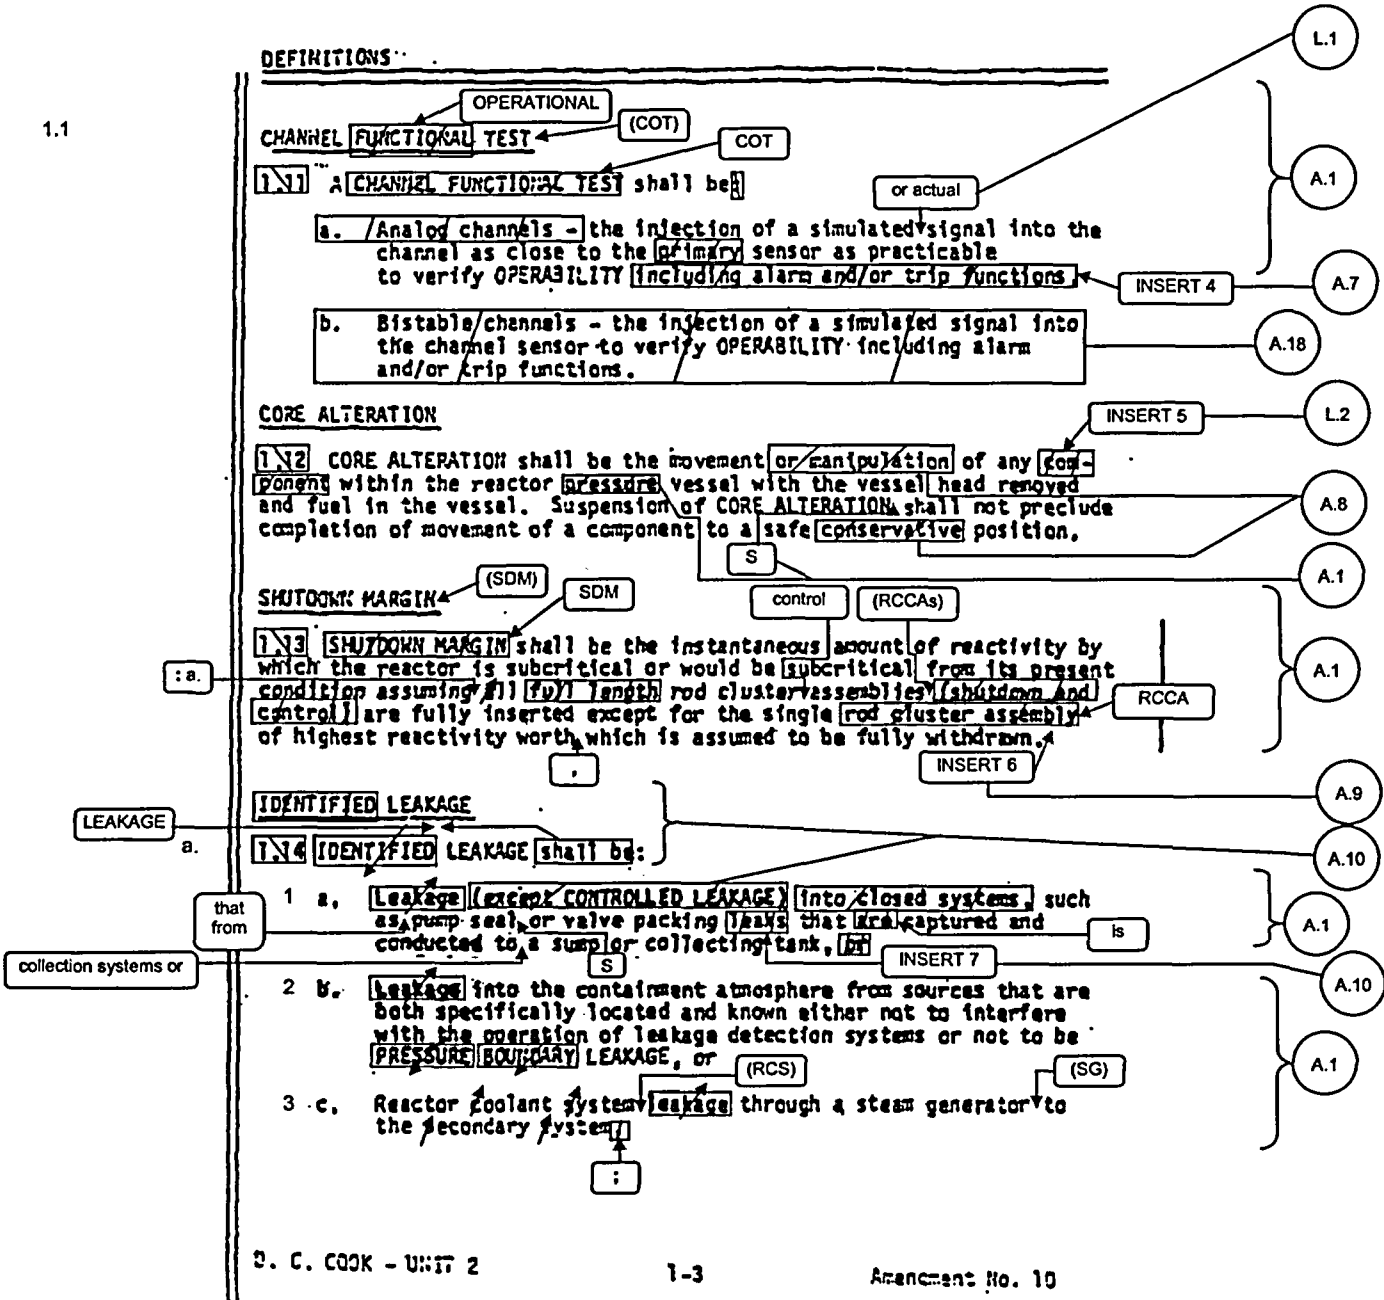 L.1
DEFINITIONS
1.1
OPERATIONAL
(COT)
COT
CHANNEL FUNCTIONAL TEST
1.11 A CHANNEL FUNCTIONAL TEST shall be:
or actual
A.1
a. Analog channels - the injection of a simulated signal into the
channel as close to the primary sensor as practicable
to verify OPERABILITY including alarm and/or trip functions.
INSERT 4
A.7
b. Bistable channels - the injection of a simulated signal into
the channel sensor to verify OPERABILITY including alarm
and/or trip functions.
A.18
CORE ALTERATION
INSERT 5
L.2
1.12 CORE ALTERATION shall be the movement or manipulation of any com-
ponent within the reactor pressure vessel with the vessel head removed
and fuel in the vessel. Suspension of CORE ALTERATION shall not preclude
completion of movement of a component to a safe conservative position.
A.8
S
A.1
SHUTDOWN MARGIN
(SDM)
SDM
control
(RCCAs)
1.13 SHUTDOWN MARGIN shall be the instantaneous amount of reactivity by
which the reactor is subcritical or would be subcritical from its present
condition assuming all full length rod cluster assemblies (shutdown and
control) are fully inserted except for the single rod cluster assembly
of highest reactivity worth which is assumed to be fully withdrawn.
: a.
RCCA
A.1
,
INSERT 6
A.9
IDENTIFIED LEAKAGE
LEAKAGE
a.
1.14 IDENTIFIED LEAKAGE shall be:
A.10
1 a. Leakage (except CONTROLLED LEAKAGE) into closed systems, such
as pump seal or valve packing leaks that are captured and
conducted to a sump or collecting tank, or
that
from
is
A.1
collection systems or
S
INSERT 7
A.10
2 b. Leakage into the containment atmosphere from sources that are
both specifically located and known either not to interfere
with the operation of leakage detection systems or not to be
PRESSURE BOUNDARY LEAKAGE, or
A.1
(RCS)
(SG)
3 c. Reactor coolant system leakage through a steam generator to
the secondary system.
;
D. C. COOK - UNIT 2
1-3
Amendment No. 10